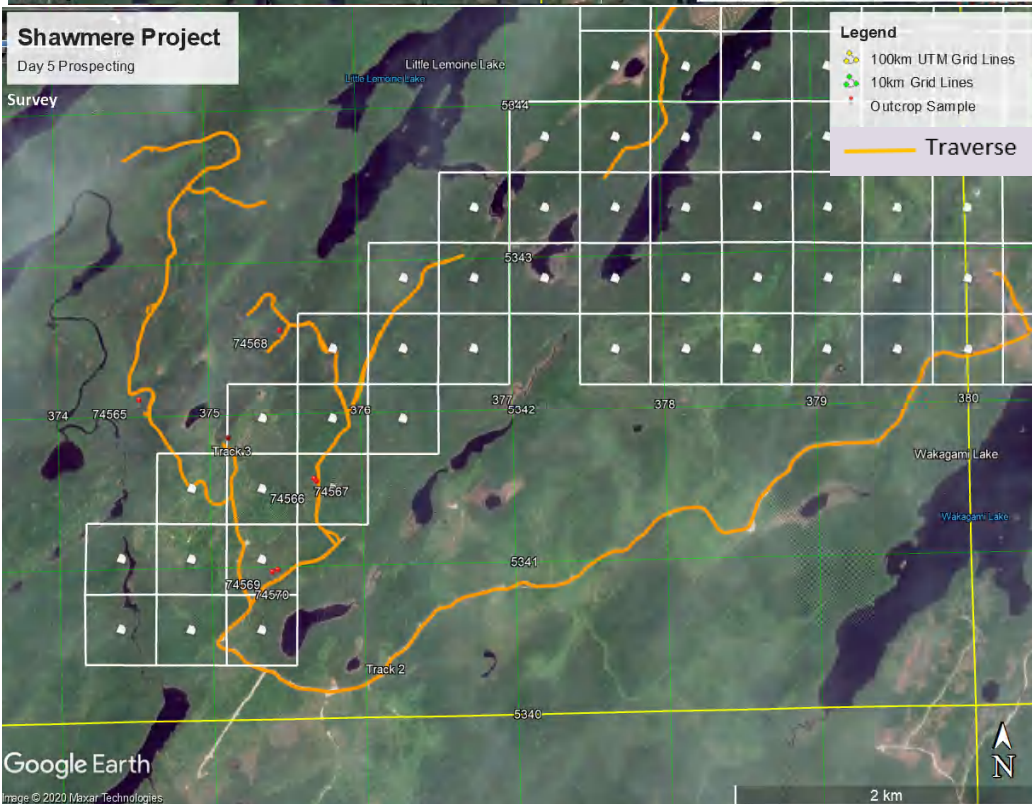 Shawmere Project
Day 5 Prospecting
Survey
Legend
100km UTM Grid Lines
10km Grid Lines
Outcrop Sample
Traverse
Little Lemoine Lake
Little Lemoine Lake
5344
5343
74568
377
374
74565
375
376
5342
378
379
380
Track 3
Wakagami Lake
74566
74567
Wakagami Lake
5341
74569
74570
Track 2
5340
Google Earth
Image © 2020 Maxar Technologies
N
2 km